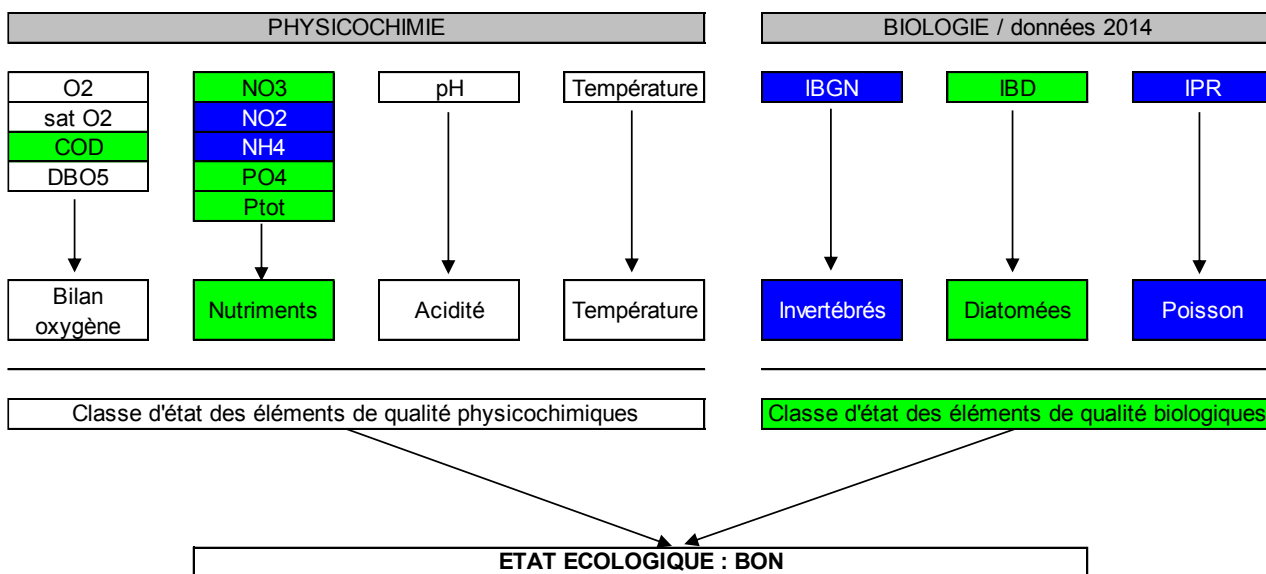 PHYSICOCHIMIE
BIOLOGIE / données 2014
O2
sat O2
COD
DBO5
NO3
NO2
NH4
PO4
Ptot
pH
Température
IBGN
IBD
IPR
Bilan
oxygène
Nutriments
Acidité
Température
Invertébrés
Diatomées
Poisson
Classe d'état des éléments de qualité physicochimiques
Classe d'état des éléments de qualité biologiques
ETAT ECOLOGIQUE : BON